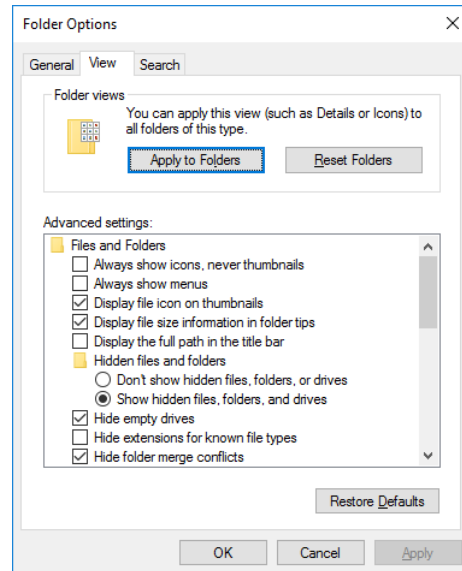 Folder Options
General View Search
Folder views
You can apply this view (such as Details or Icons) to
all folders of this type.
Apply to Folders Reset Folders
Advanced settings:
Files and Folders
Always show icons, never thumbnails
Always show menus
Display file icon on thumbnails
Display file size information in folder tips
Display the full path in the title bar
Hidden files and folders
Don't show hidden files, folders, or drives
Show hidden files, folders, and drives
Hide empty drives
Hide extensions for known file types
Hide folder merge conflicts
Restore Defaults
OK Cancel Apply